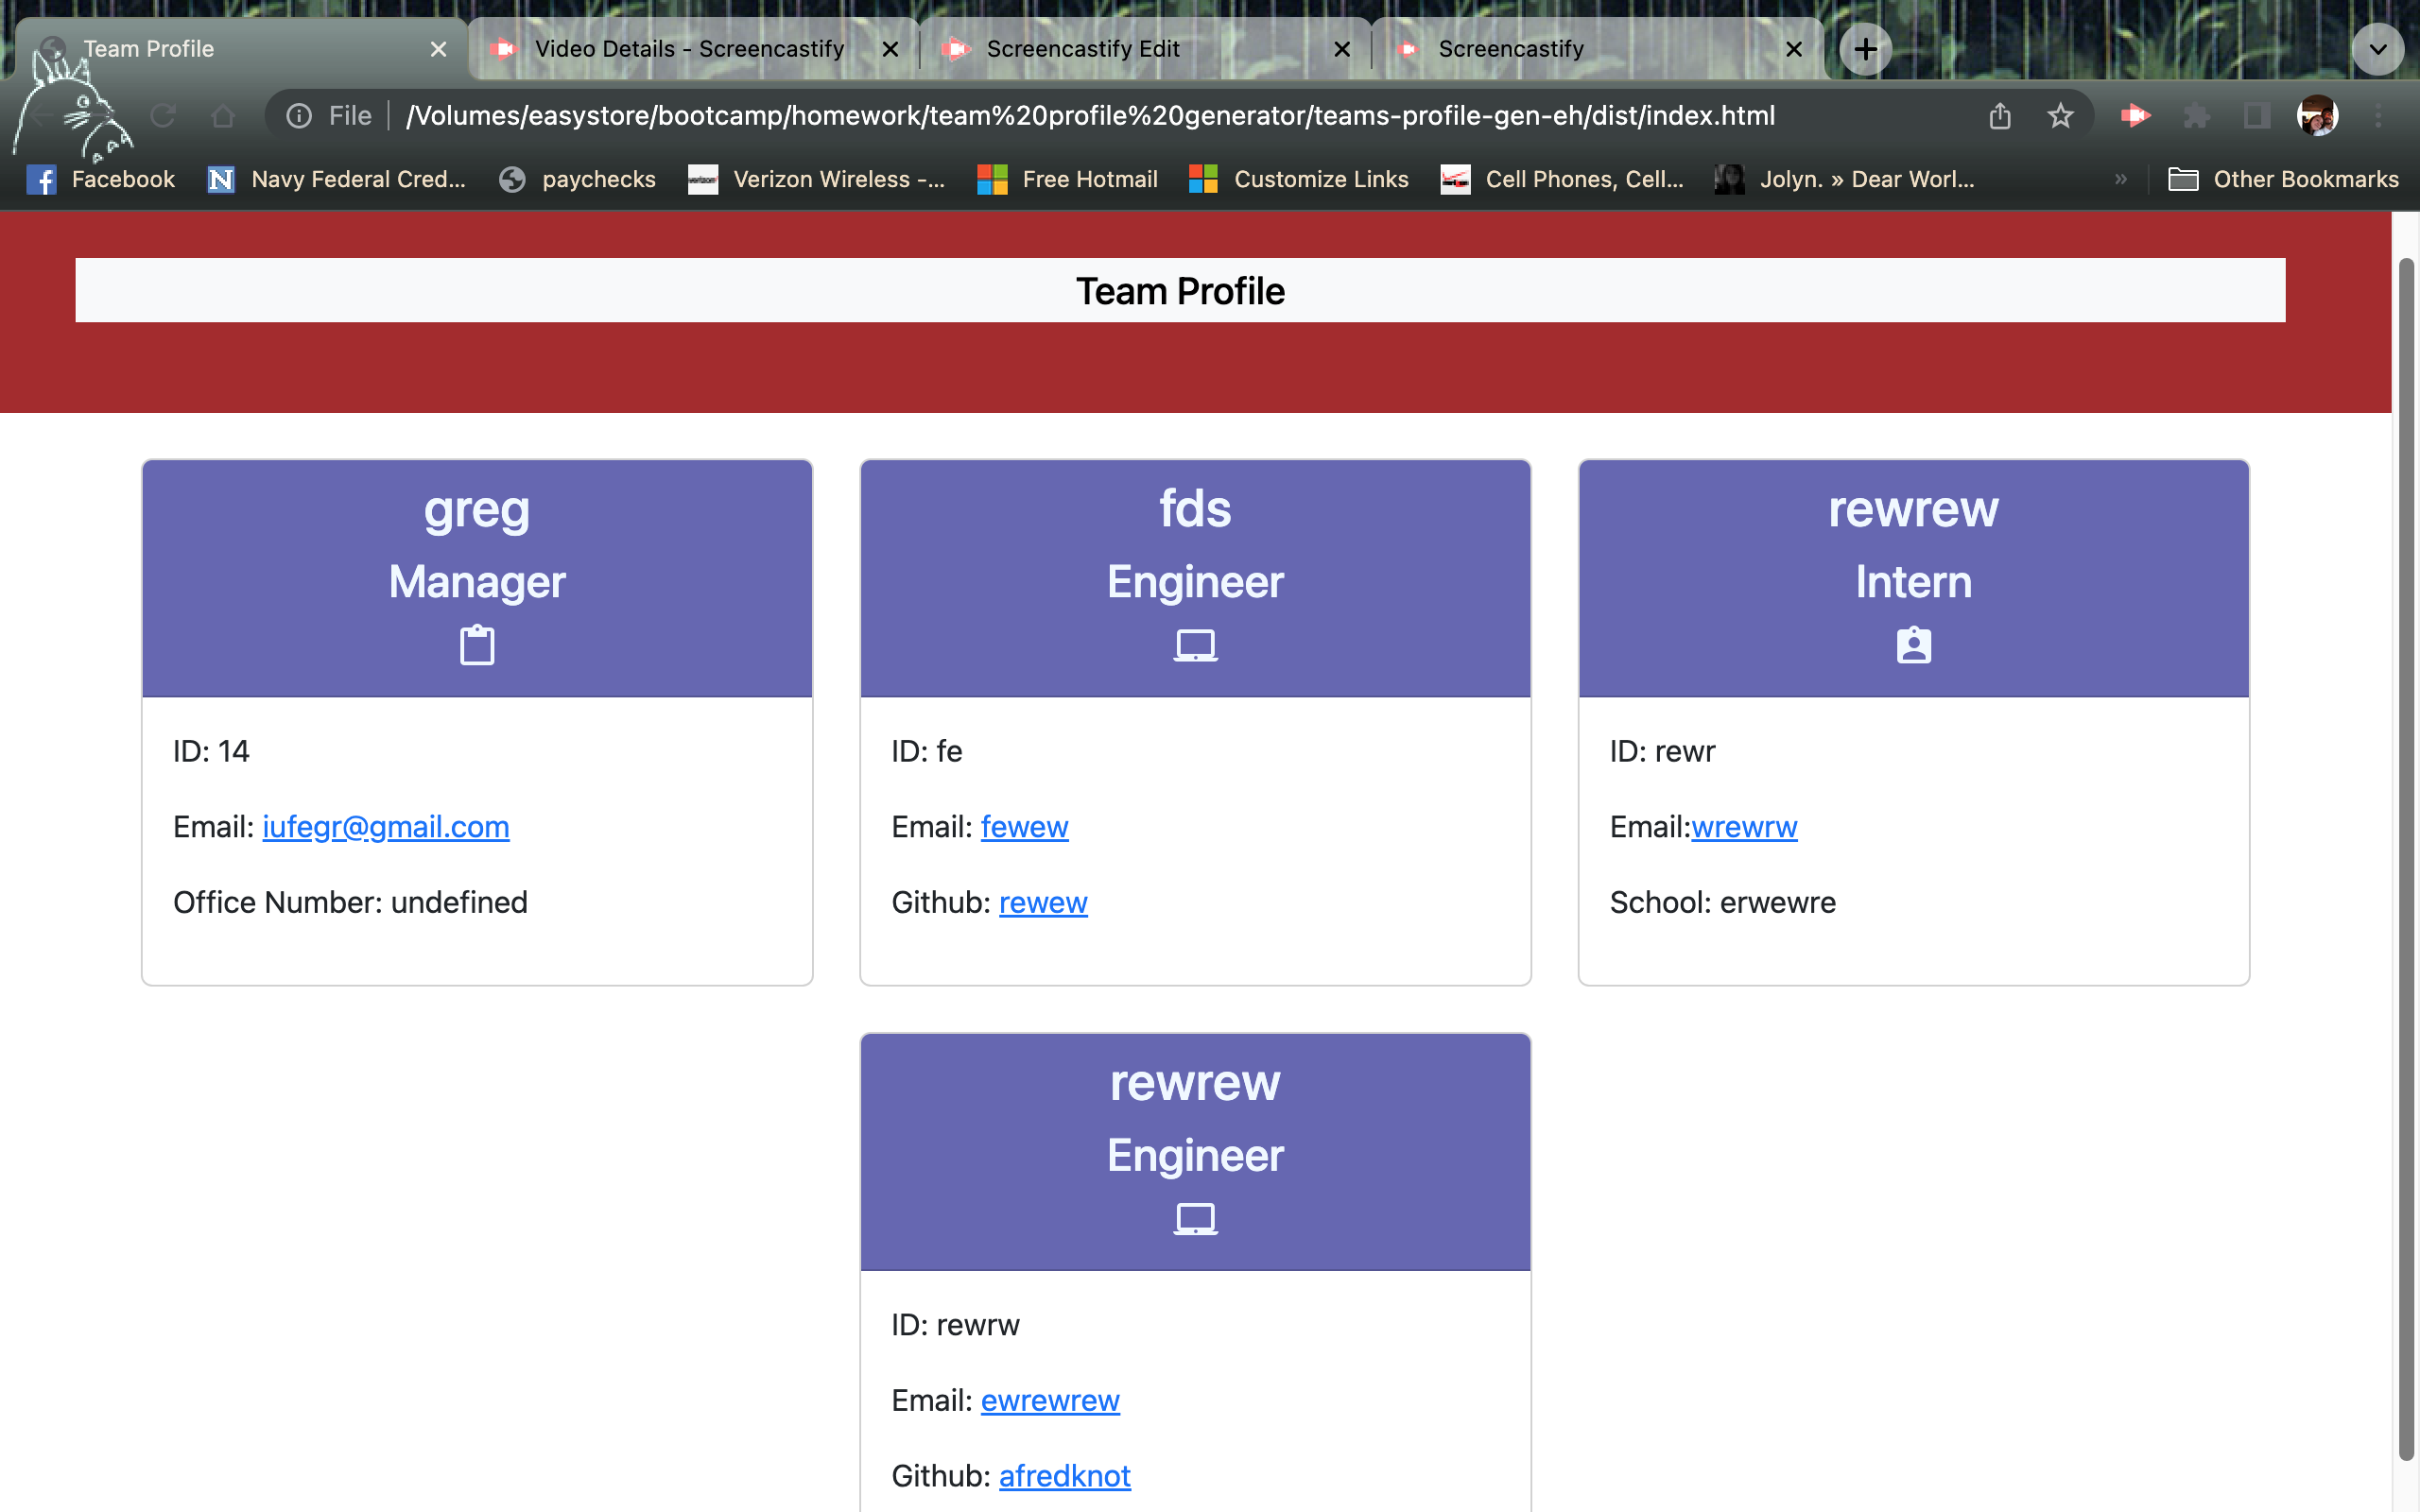 Team Profile
Video Details - Screencastify
Screencastify Edit
Screencastify
File
/Volumes/easystore/bootcamp/homework/team%20profile%20generator/teams-profile-gen-eh/dist/index.html
Facebook
Navy Federal Cred...
paychecks
Verizon Wireless -...
Free Hotmail
Customize Links
Cell Phones, Cell...
Jolyn. » Dear Worl...
»
Other Bookmarks
Team Profile
greg
Manager
ID: 14
Email: iufegr@gmail.com
Office Number: undefined
fds
Engineer
ID: fe
Email: fewew
Github: rewew
rewrew
Intern
ID: rewr
Email:wrewrw
School: erwewre
rewrew
Engineer
ID: rewrw
Email: ewrewrew
Github: afredknot